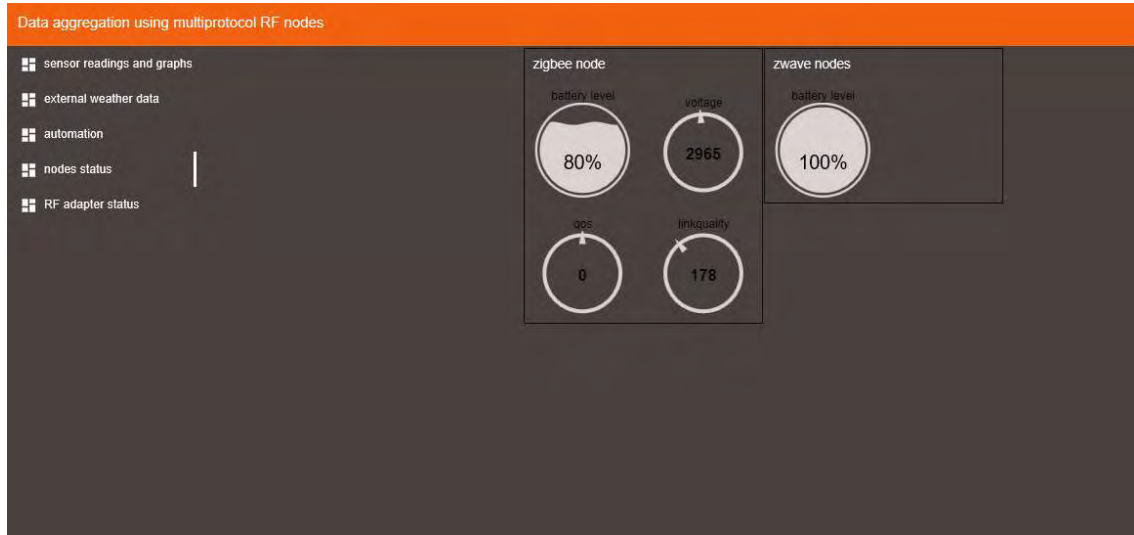 Data aggregation using multiprotocol RF nodes
sensor readings and graphs
external weather data
automation
nodes status
RF adapter status
zigbee node
battery level
80%
voltage
2965
qos
0
linkquality
178
zwave nodes
battery level
100%